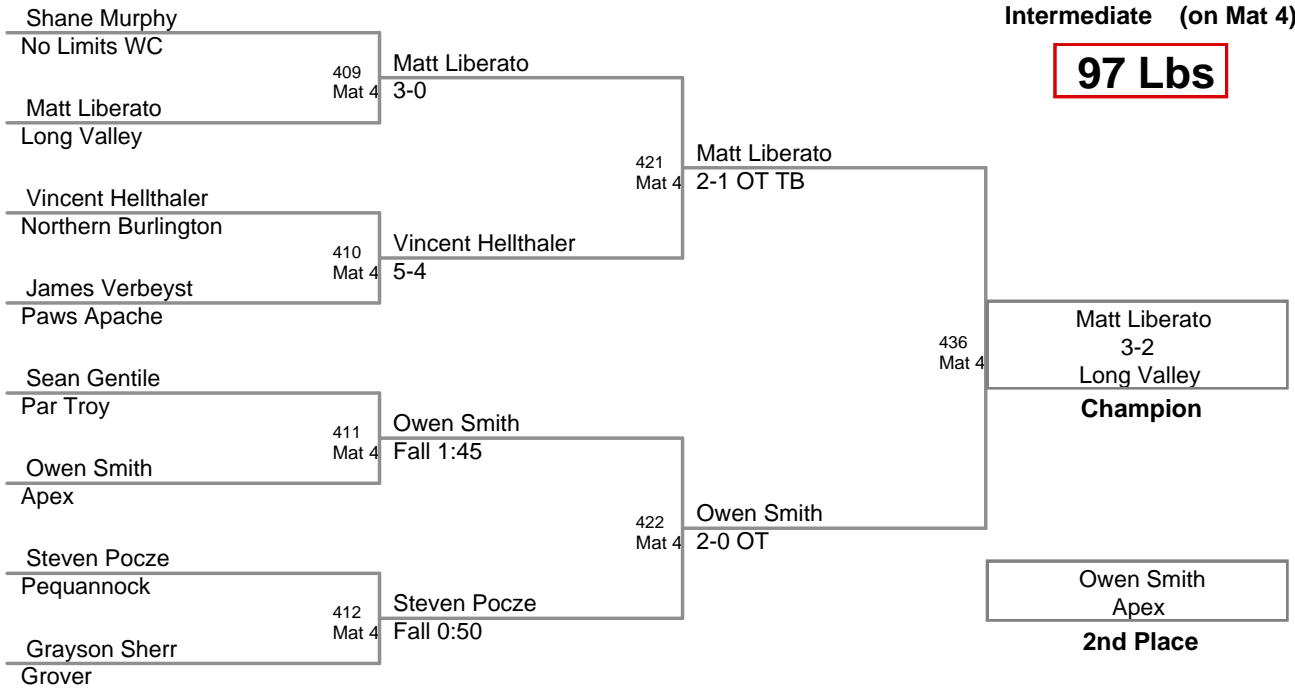 Intermediate (on Mat 4)
97 Lbs
Shane Murphy
No Limits WC
409
Mat 4
Matt Liberato
3-0
Matt Liberato
Long Valley
421
Mat 4
Matt Liberato
2-1 OT TB
Vincent Hellthaler
Northern Burlington
410
Mat 4
Vincent Hellthaler
5-4
James Verbeyst
Paws Apache
436
Mat 4
Matt Liberato
3-2
Long Valley
Champion
Sean Gentile
Par Troy
411
Mat 4
Owen Smith
Fall 1:45
Owen Smith
Apex
422
Mat 4
Owen Smith
2-0 OT
Steven Pocze
Pequannock
412
Mat 4
Steven Pocze
Fall 0:50
Grayson Sherr
Grover
Owen Smith
Apex
2nd Place